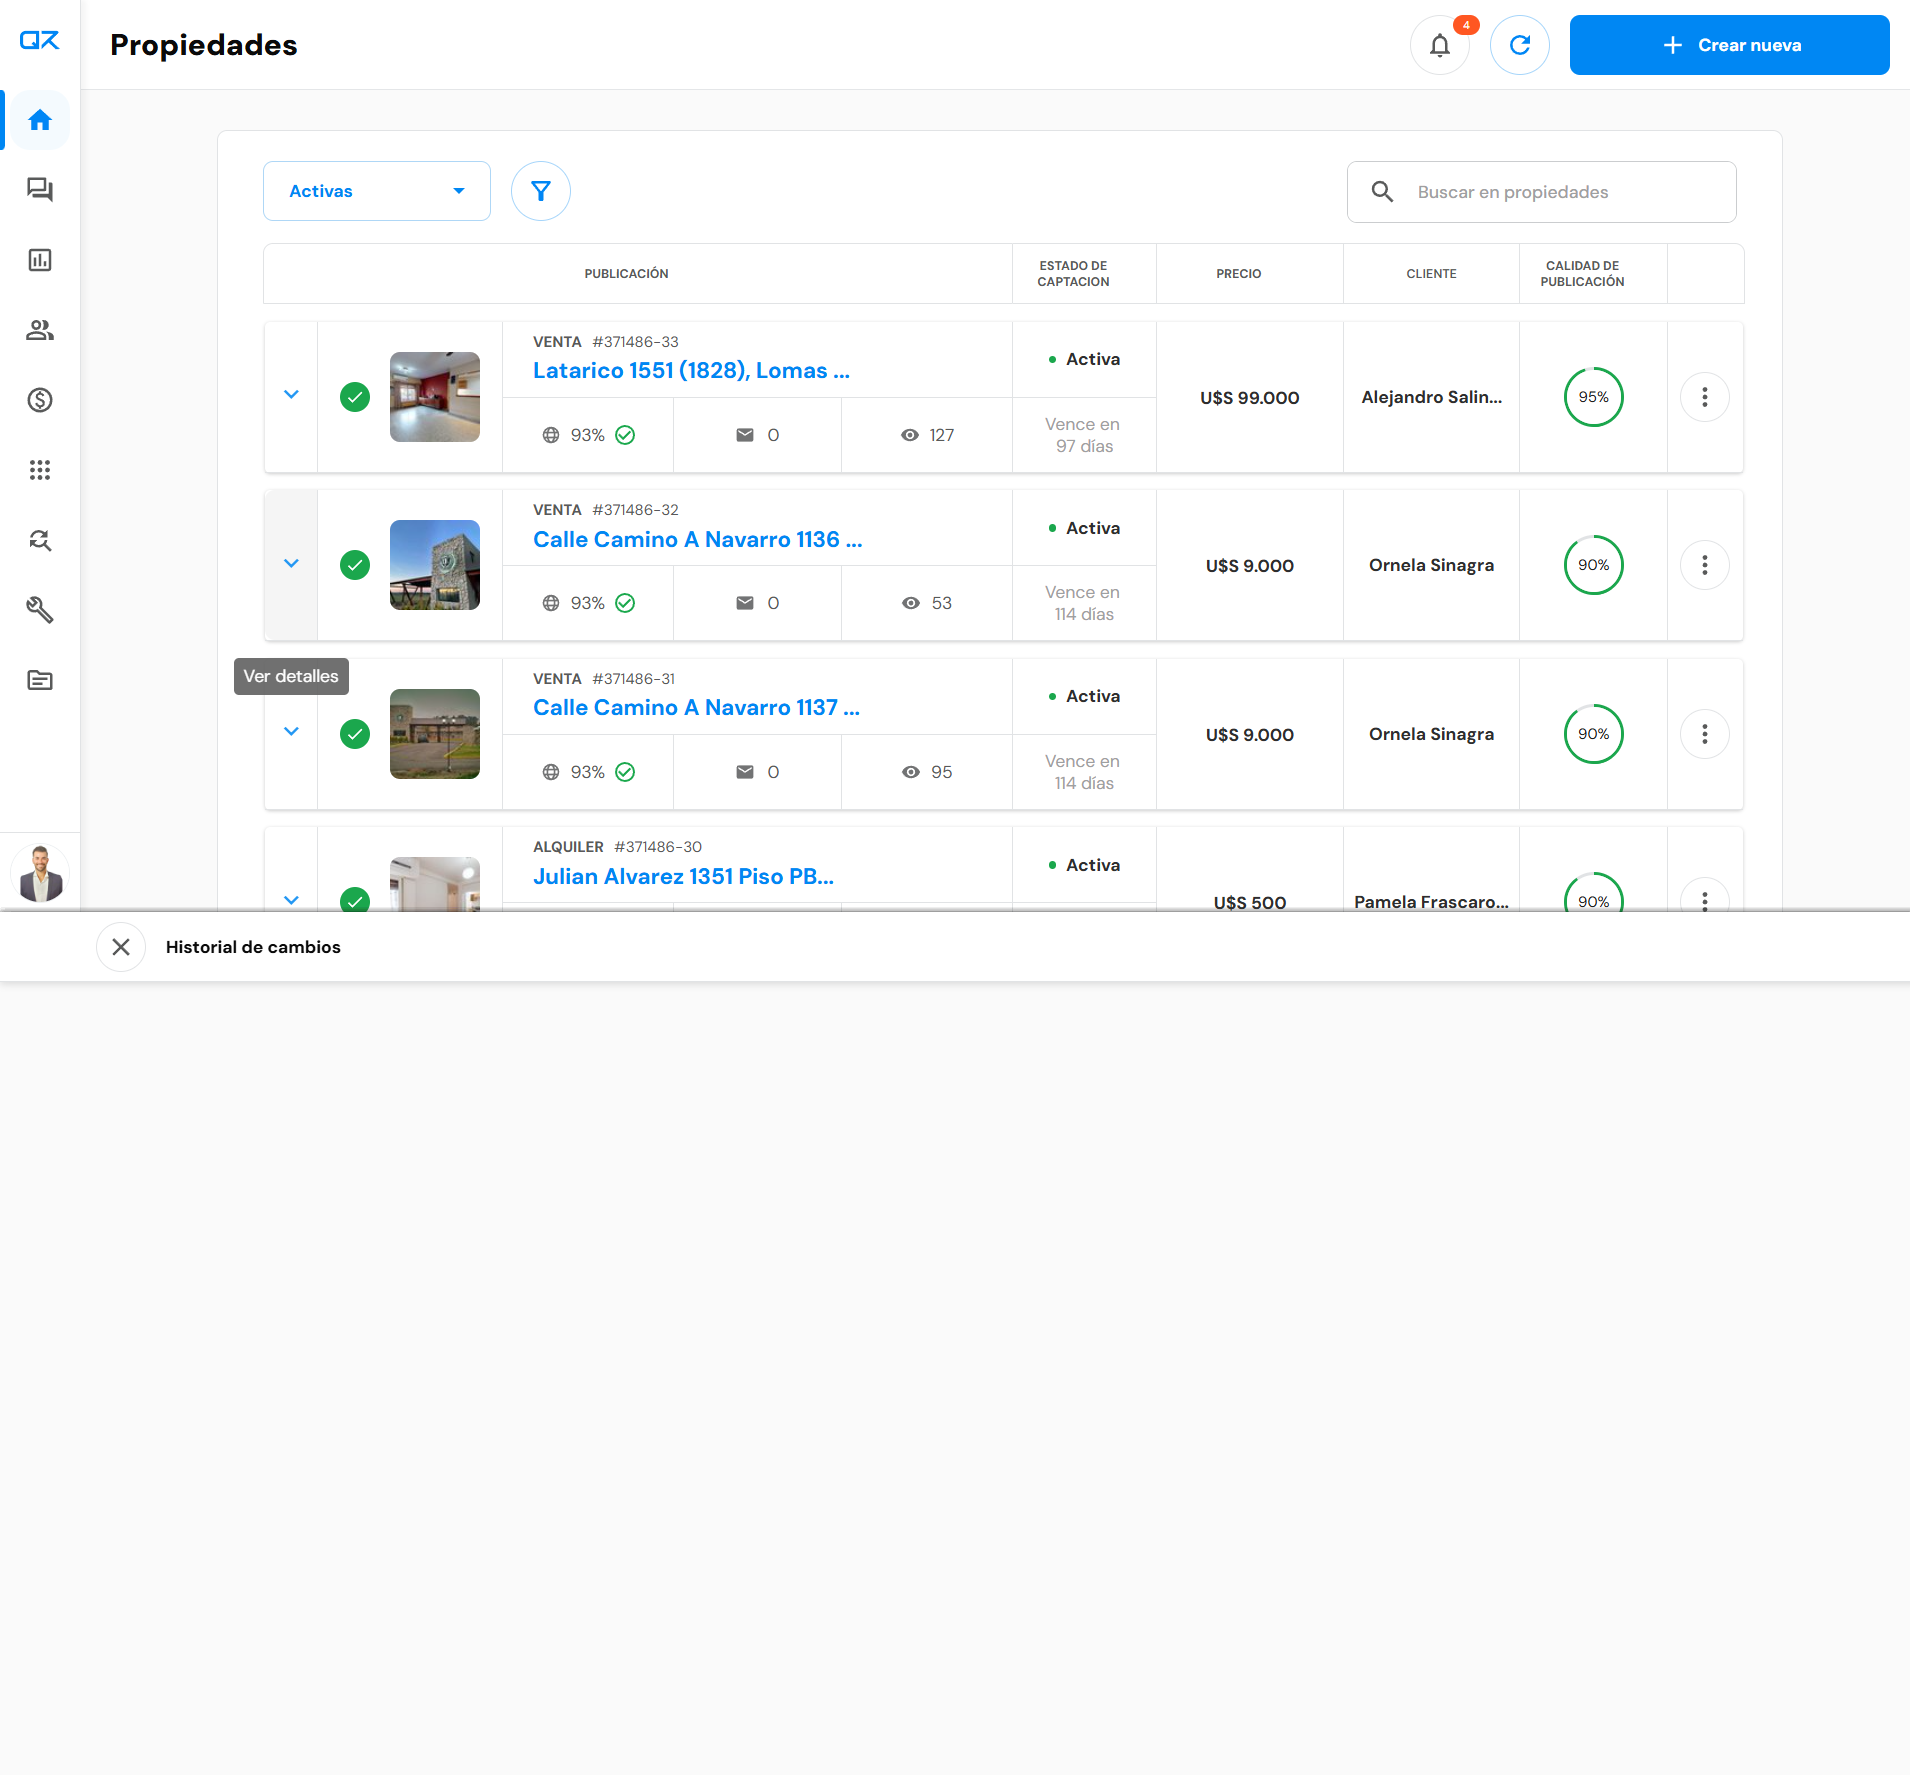 Propiedades
4
Crear nueva
Activas
Buscar en propiedades
PUBLICACIÓN
ESTADO DE
CAPTACION
PRECIO
CLIENTE
CALIDAD DE
PUBLICACIÓN
VENTA #371486-33
Latarico 1551 (1828), Lomas ...
93%
0
127
Activa
Vence en
97 días
U$S 99.000
Alejandro Salin...
95%
VENTA #371486-32
Calle Camino A Navarro 1136 ...
93%
0
53
Activa
Vence en
114 días
U$S 9.000
Ornela Sinagra
90%
Ver detalles
VENTA #371486-31
Calle Camino A Navarro 1137 ...
93%
0
95
Activa
Vence en
114 días
U$S 9.000
Ornela Sinagra
90%
ALQUILER #371486-30
Julian Alvarez 1351 Piso PB...
Activa
U$S 500
Pamela Frascaro...
90%
Historial de cambios